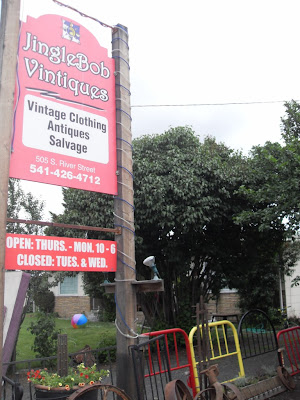 JingleBob
Vintiques
Vintage Clothing
Antiques
Salvage
505 S. River Street
541-426-4712
OPEN: THURS. - MON. 10 - 6
CLOSED: TUES. & WED.